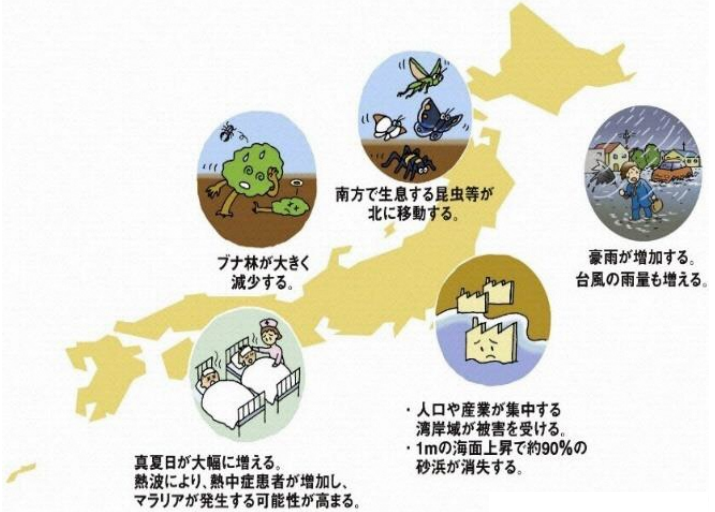 南方で生息する昆虫等が
北に移動する。
ブナ林が大きく
減少する。
豪雨が増加する。
台風の雨量も増える。
・人口や産業が集中する
湾岸域が被害を受ける。
・1mの海面上昇で約90%の
砂浜が消失する。
真夏日が大幅に増える。
熱波により、熱中症患者が増加し、
マラリアが発生する可能性が高まる。